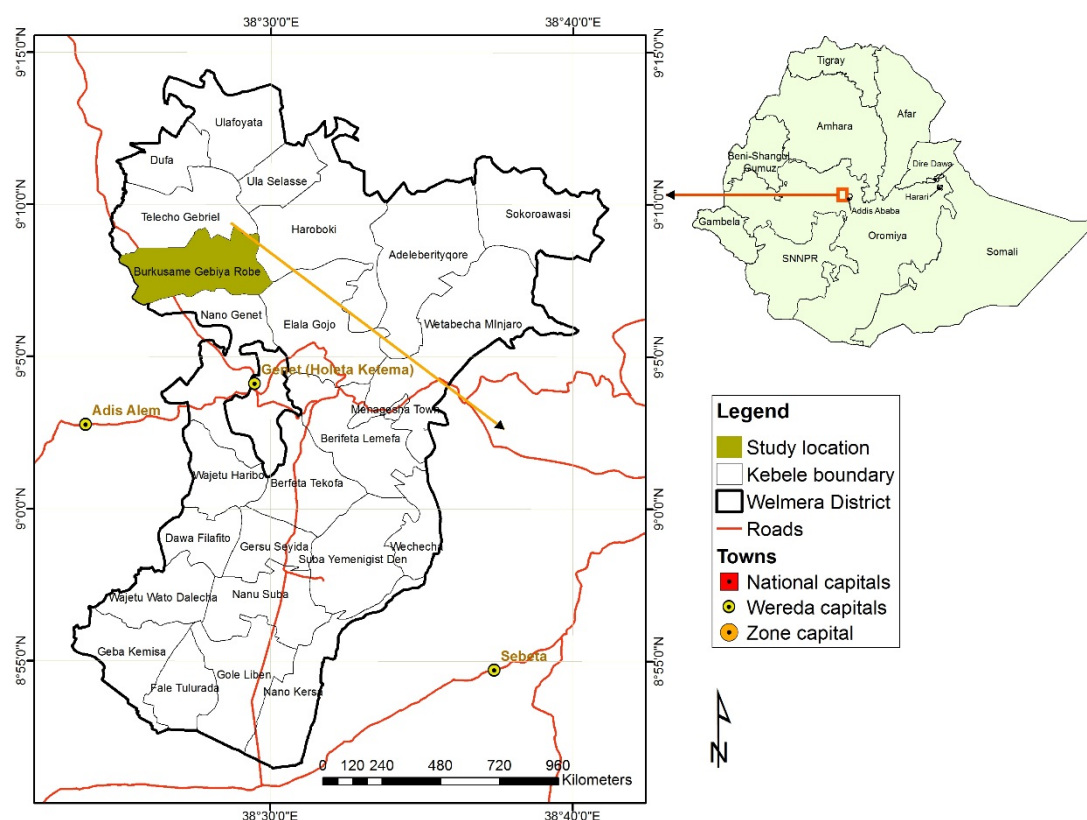 38°30'0"E
38°40'0"E
9°15'0"N
9°15'0"N
Ulafoyata
Dufa
Ula Selasse
9°10'0"N
9°10'0"N
Telecho Gebriel
Sokoroawasi
Haroboki
Adeleberityqore
Burkusame Gebiya Robe
Nano Genet
Elala Gojo
Wetabecha MInjaro
9°5'0"N
9°5'0"N
Genet (Holeta Ketema)
Adis Alem
Menagesha Town
Berifeta Lemefa
Wajetu Haribo
Berfeta Tekofa
9°0'0"N
9°0'0"N
Dawa Filafito
Gersu Seyida
Wechecha
Suba Yemenigist Den
Wajetu Wato Dalecha
Nanu Suba
Geba Kemisa
8°55'0"N
8°55'0"N
Sebeta
Gole Liben
Fale Tulurada
Nano Kersa
0 120 240 480 720 960
Kilometers
38°30'0"E
38°40'0"E
Tigray
Afar
Amhara
Beni-Shangul
Gumuz
Dire Dawa
Harari
Addis Ababa
Gambela
Oromiya
SNNPR
Somali
Legend
Study location
Kebele boundary
Welmera District
Roads
Towns
National capitals
Wereda capitals
Zone capital
N